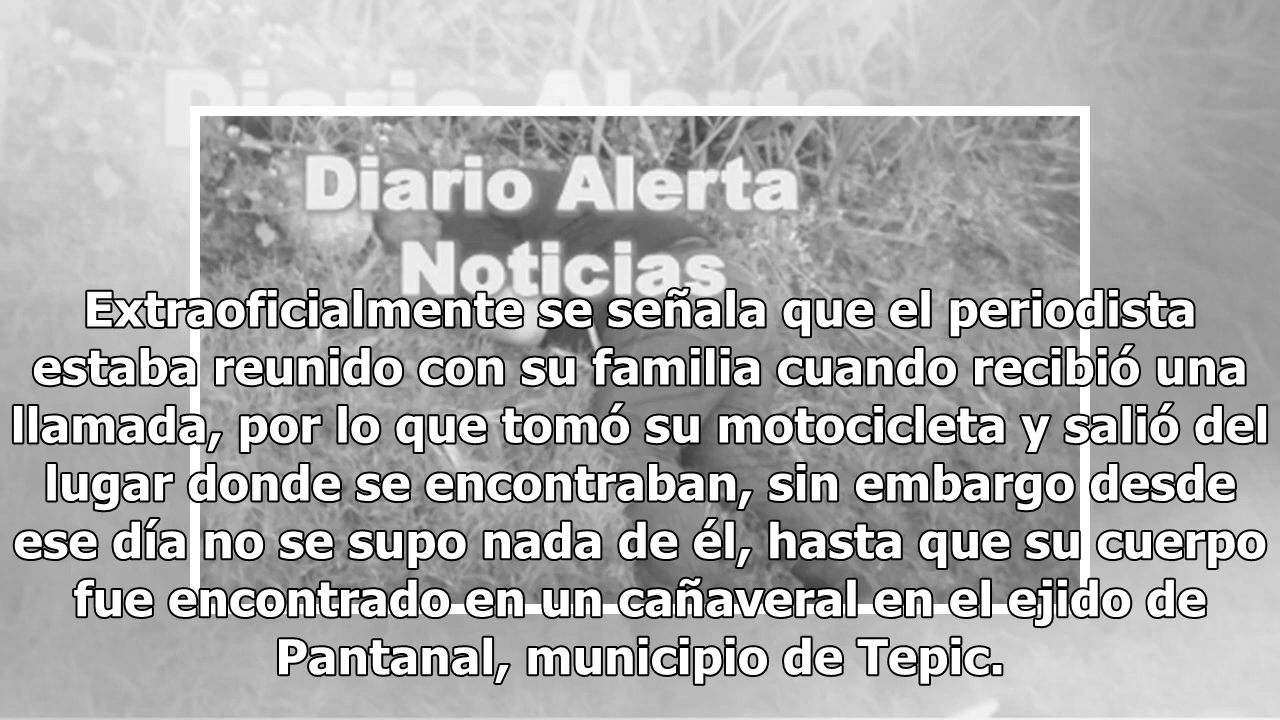 Diario Alerta
Diario Alerta
Noticias
Extraoficialmente se señala que el periodista
estaba reunido con su familia cuando recibió una
llamada, por lo que tomó su motocicleta y salió del
lugar donde se encontraban, sin embargo desde
ese día no se supo nada de él, hasta que su cuerpo
fue encontrado en un cañaveral en el ejido de
Pantanal, municipio de Tepic.